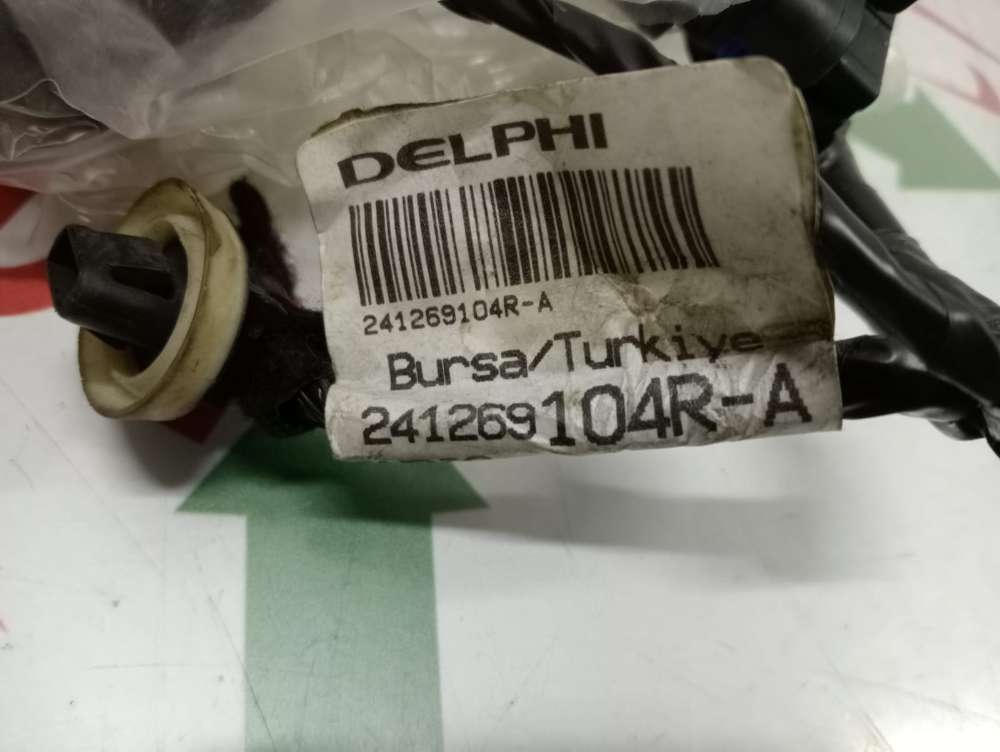 DELPHI
241269104R-A
Bursa/Turkiye
241269104R-A